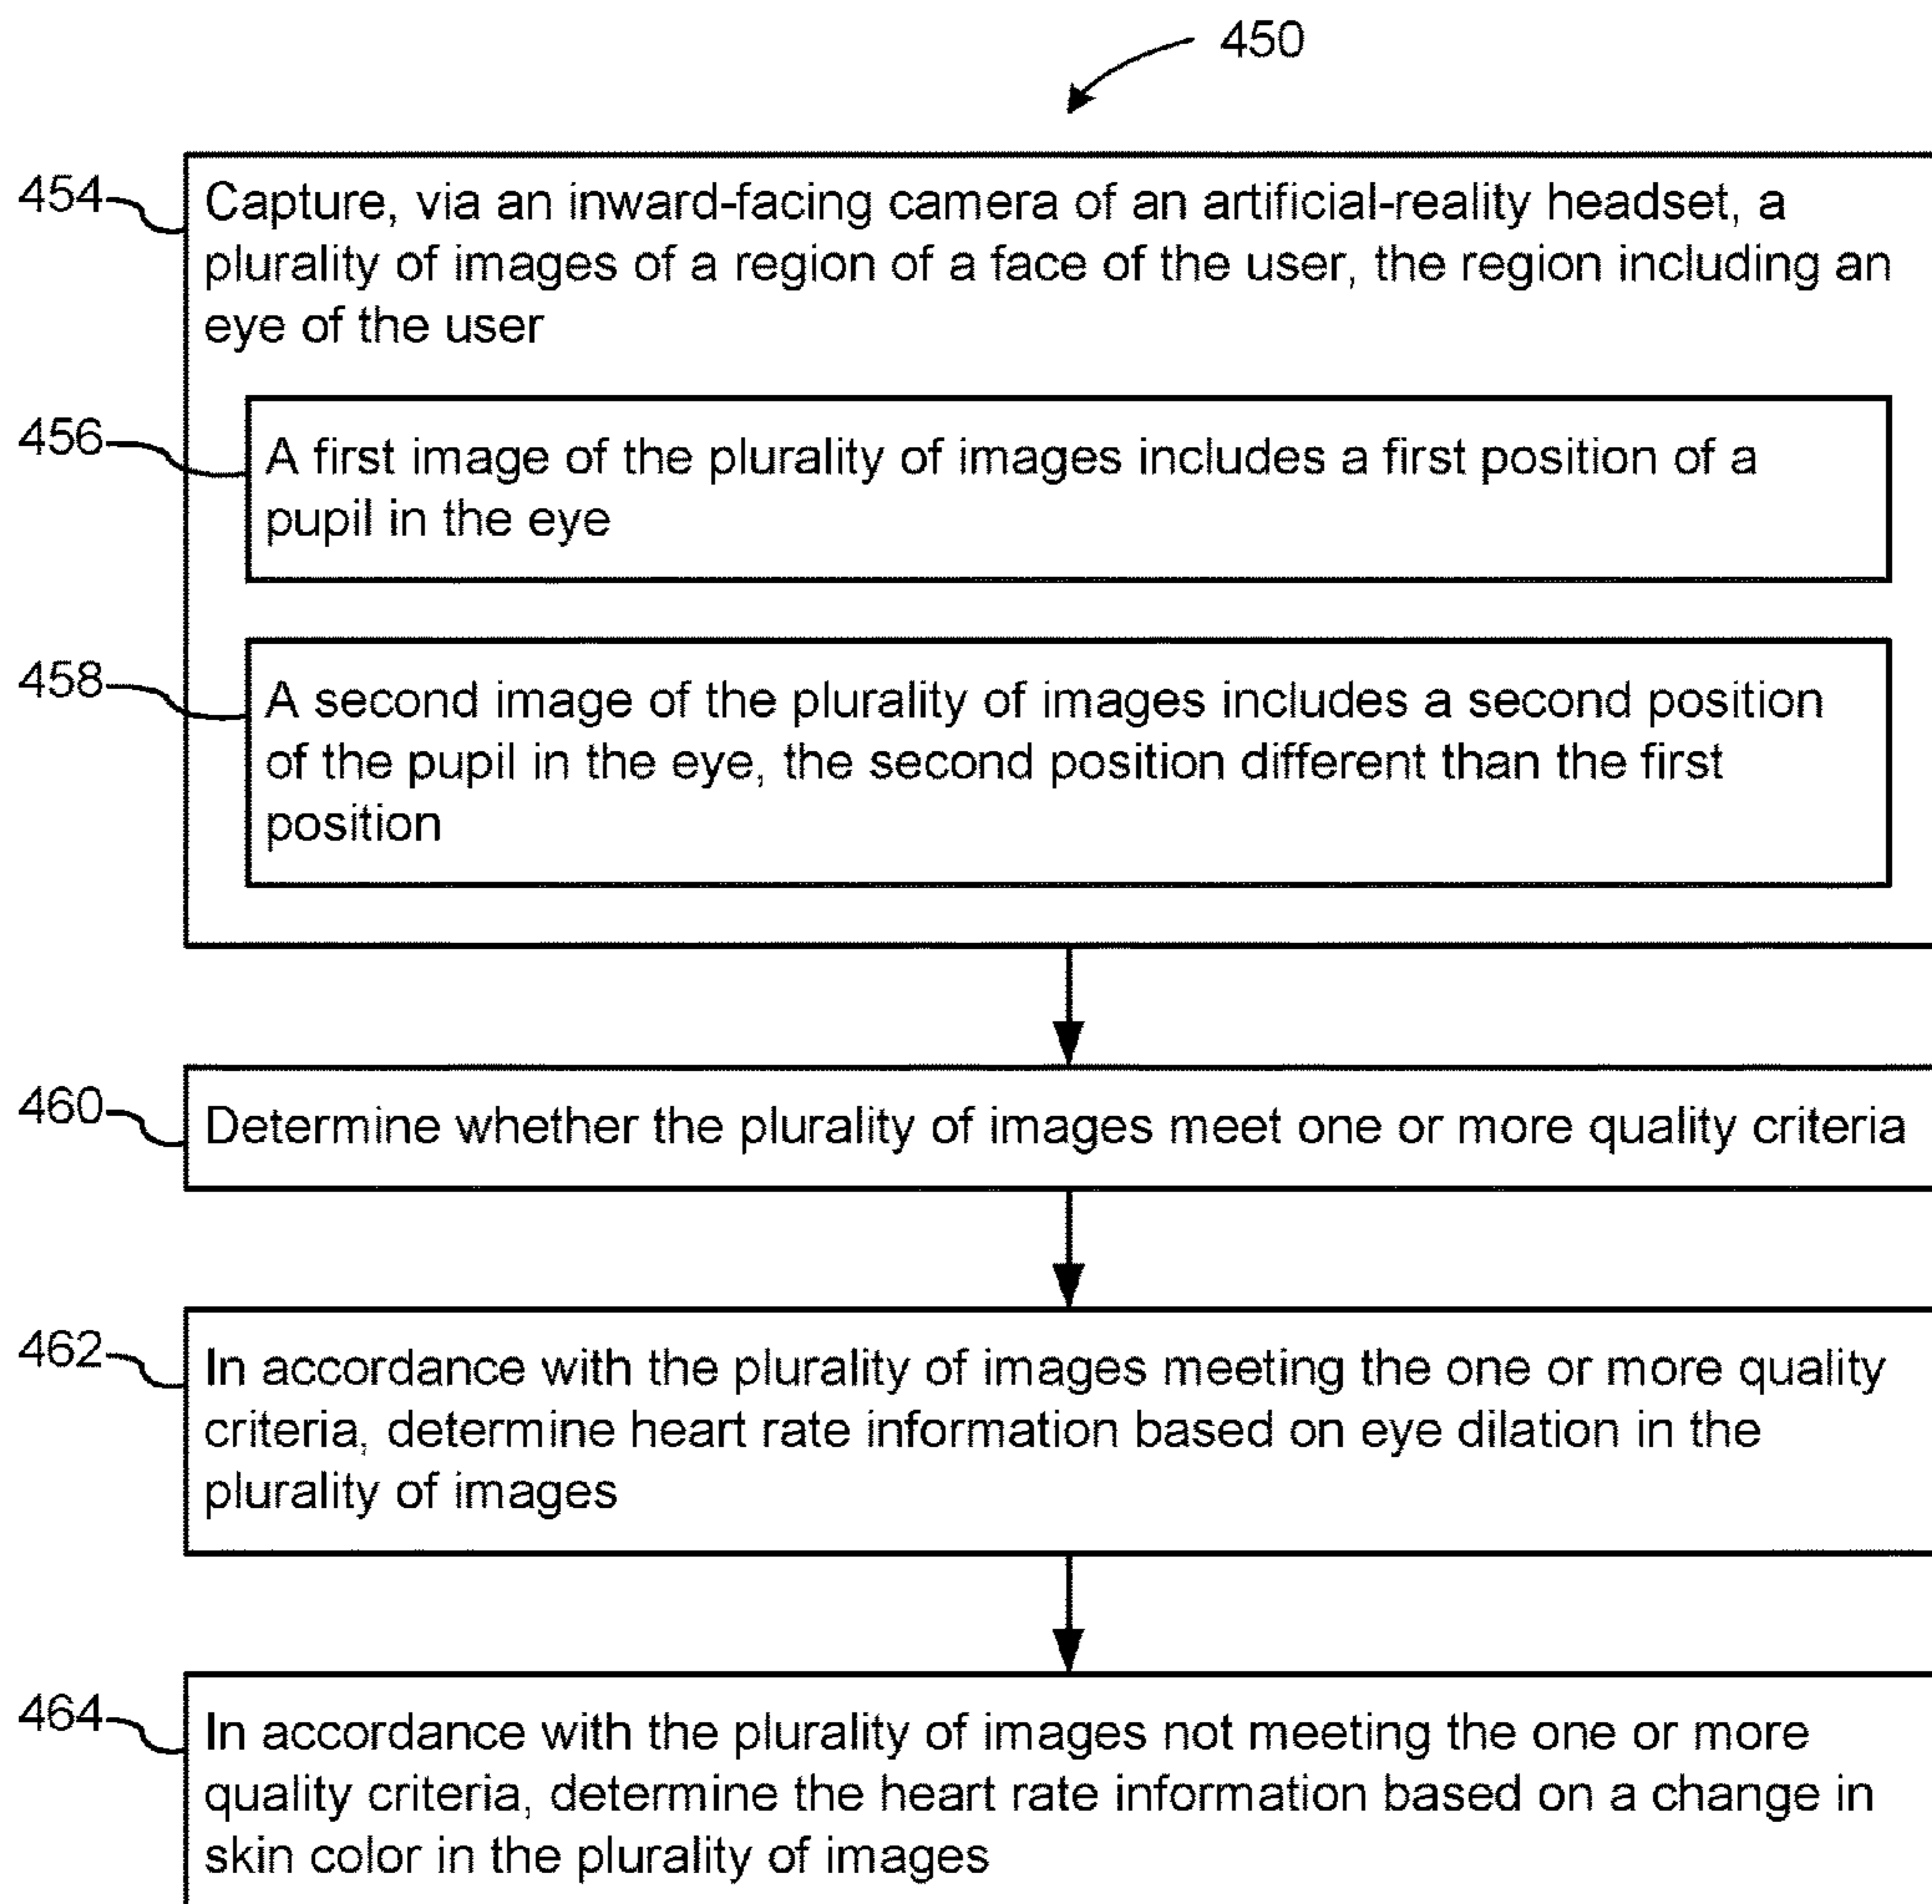 450
454
Capture, via an inward-facing camera of an artificial-reality headset, a
plurality of images of a region of a face of the user, the region including an
eye of the user
456
A first image of the plurality of images includes a first position of a
pupil in the eye
458
A second image of the plurality of images includes a second position
of the pupil in the eye, the second position different than the first
position
460
Determine whether the plurality of images meet one or more quality criteria
462
In accordance with the plurality of images meeting the one or more quality
criteria, determine heart rate information based on eye dilation in the
plurality of images
464
In accordance with the plurality of images not meeting the one or more
quality criteria, determine the heart rate information based on a change in
skin color in the plurality of images